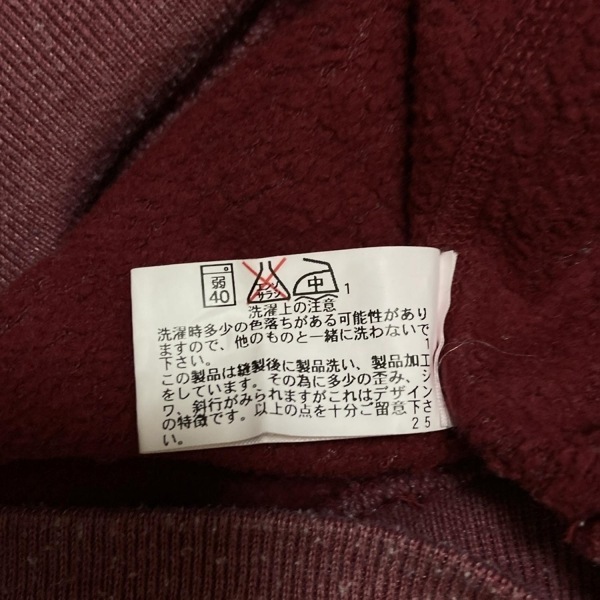 弱
40
エンソ
サラシ
中
1
洗濯上の注意
洗濯時多少の色落ちがある可能性があり
ますので、他のものと一緒に洗わないで
下さい。
1
この製品は縫製後に製品洗い、製品加工
をしています。その為に多少の歪み、シ
ワ、斜行がみられますがこれはデザイン
の特徴です。以上の点を十分ご留意下さ
い。
25